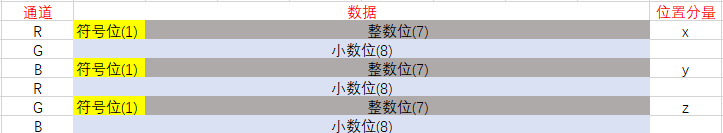 通道 数据 位置分量
R 符号位(1) 整数位(7) x
G 小数位(8)
B 符号位(1) 整数位(7) y
R 小数位(8)
G 符号位(1) 整数位(7) z
B 小数位(8)